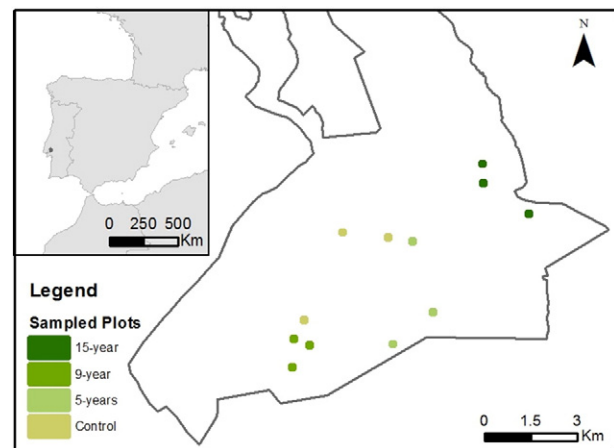 N
0 250 500
Km
Legend
Sampled Plots
15-year
9-year
5-years
Control
0 1.5 3
Km